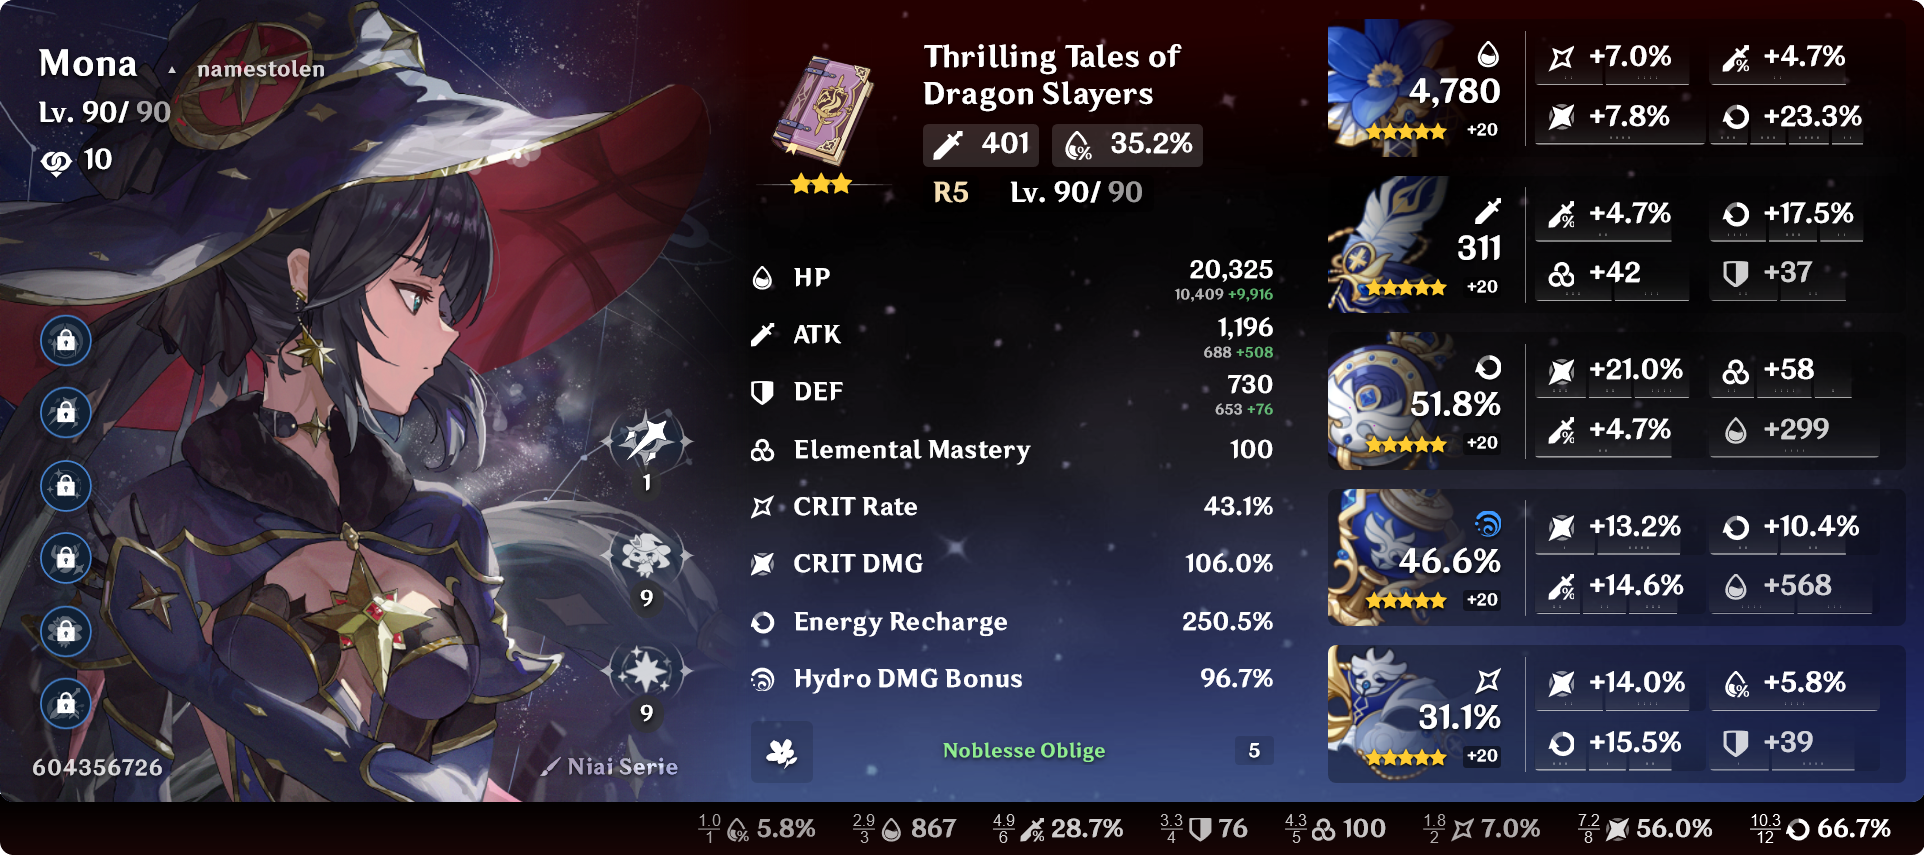 Mona ▲ namestolen
Lv. 90/ 90
10
1
9
9
604356726
Niai Serie
Thrilling Tales of
Dragon Slayers
401 35.2%
R5 Lv. 90/ 90
HP 20,325
10,409 +9,916
ATK 1,196
688 +508
DEF 730
653 +76
Elemental Mastery 100
CRIT Rate 43.1%
CRIT DMG 106.0%
Energy Recharge 250.5%
Hydro DMG Bonus 96.7%
Noblesse Oblige 5
4,780
+20
+7.0% +4.7%
+7.8% +23.3%
311
+20
+4.7% +17.5%
+42 +37
51.8%
+20
+21.0% +58
+4.7% +299
46.6%
+20
+13.2% +10.4%
+14.6% +568
31.1%
+20
+14.0% +5.8%
+15.5% +39
1.0/1 5.8% 2.9/3 867 4.9/6 28.7% 3.3/4 76 4.3/5 100 1.8/2 7.0% 7.2/8 56.0% 10.3/12 66.7%